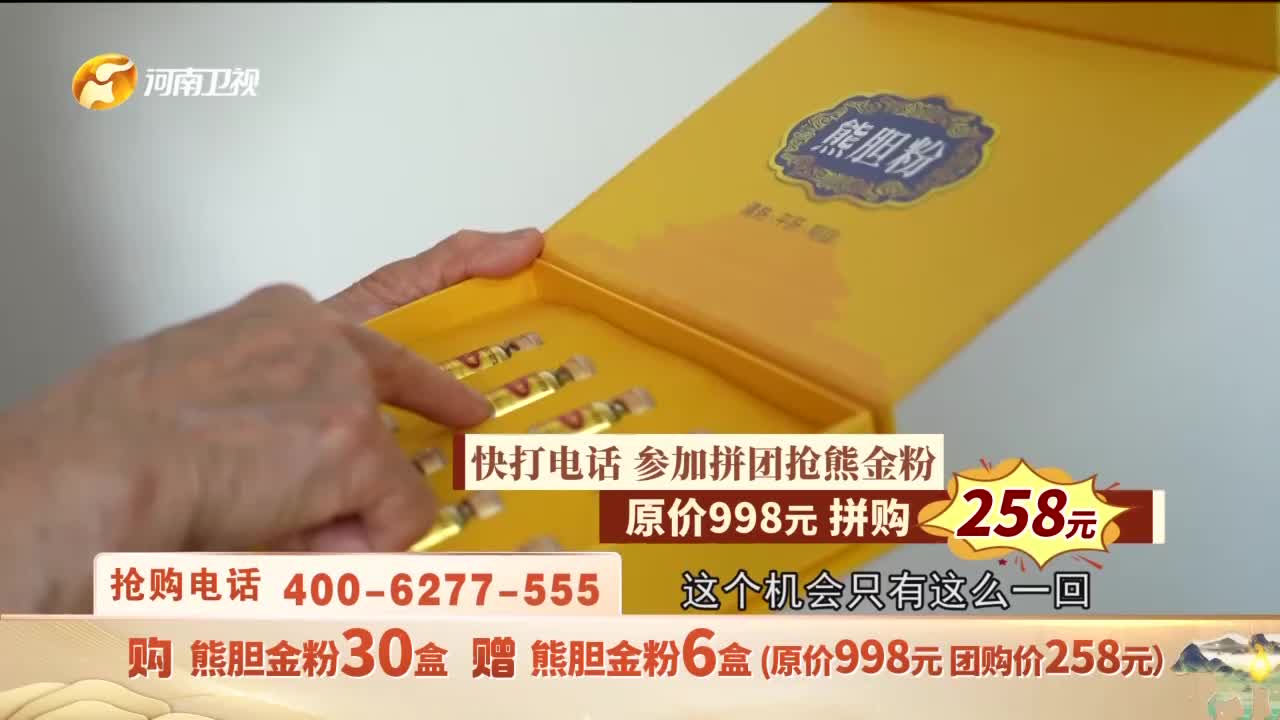 河南卫视
熊胆粉
快打电话 参加拼团抢熊金粉
原价998元 拼购
258元
抢购电话 400-6277-555
这个机会只有这么一回
购 熊胆金粉30盒 赠 熊胆金粉6盒 (原价998元 团购价258元)